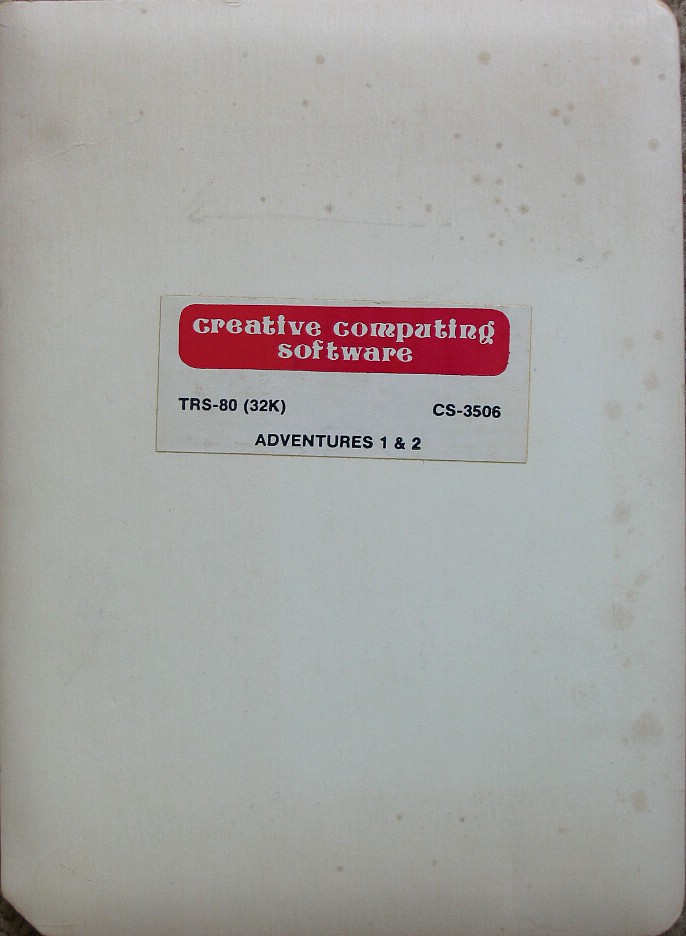 creative computing
software
TRS-80 (32K) CS-3506
ADVENTURES 1 & 2